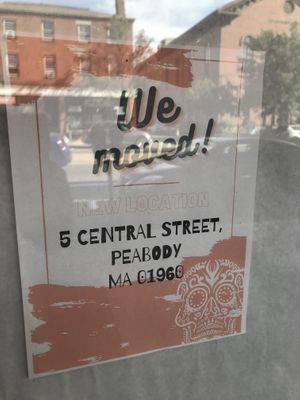 We
moved!
NEW LOCATION
5 CENTRAL STREET,
PEABODY
MA 01960